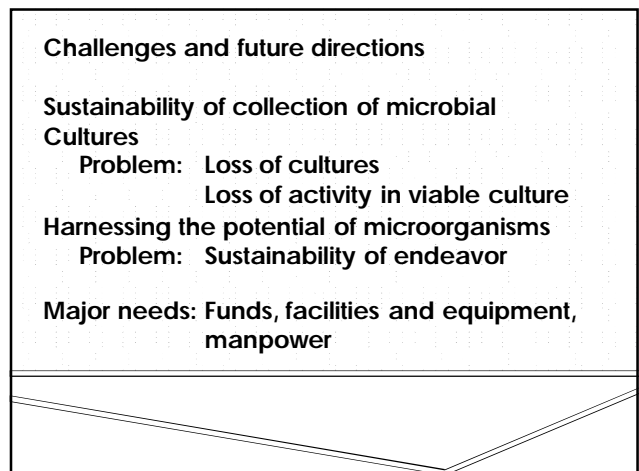 Challenges and future directions
Sustainability of collection of microbial
Cultures
Problem: Loss of cultures
Loss of activity in viable culture
Harnessing the potential of microorganisms
Problem: Sustainability of endeavor
Major needs: Funds, facilities and equipment,
manpower